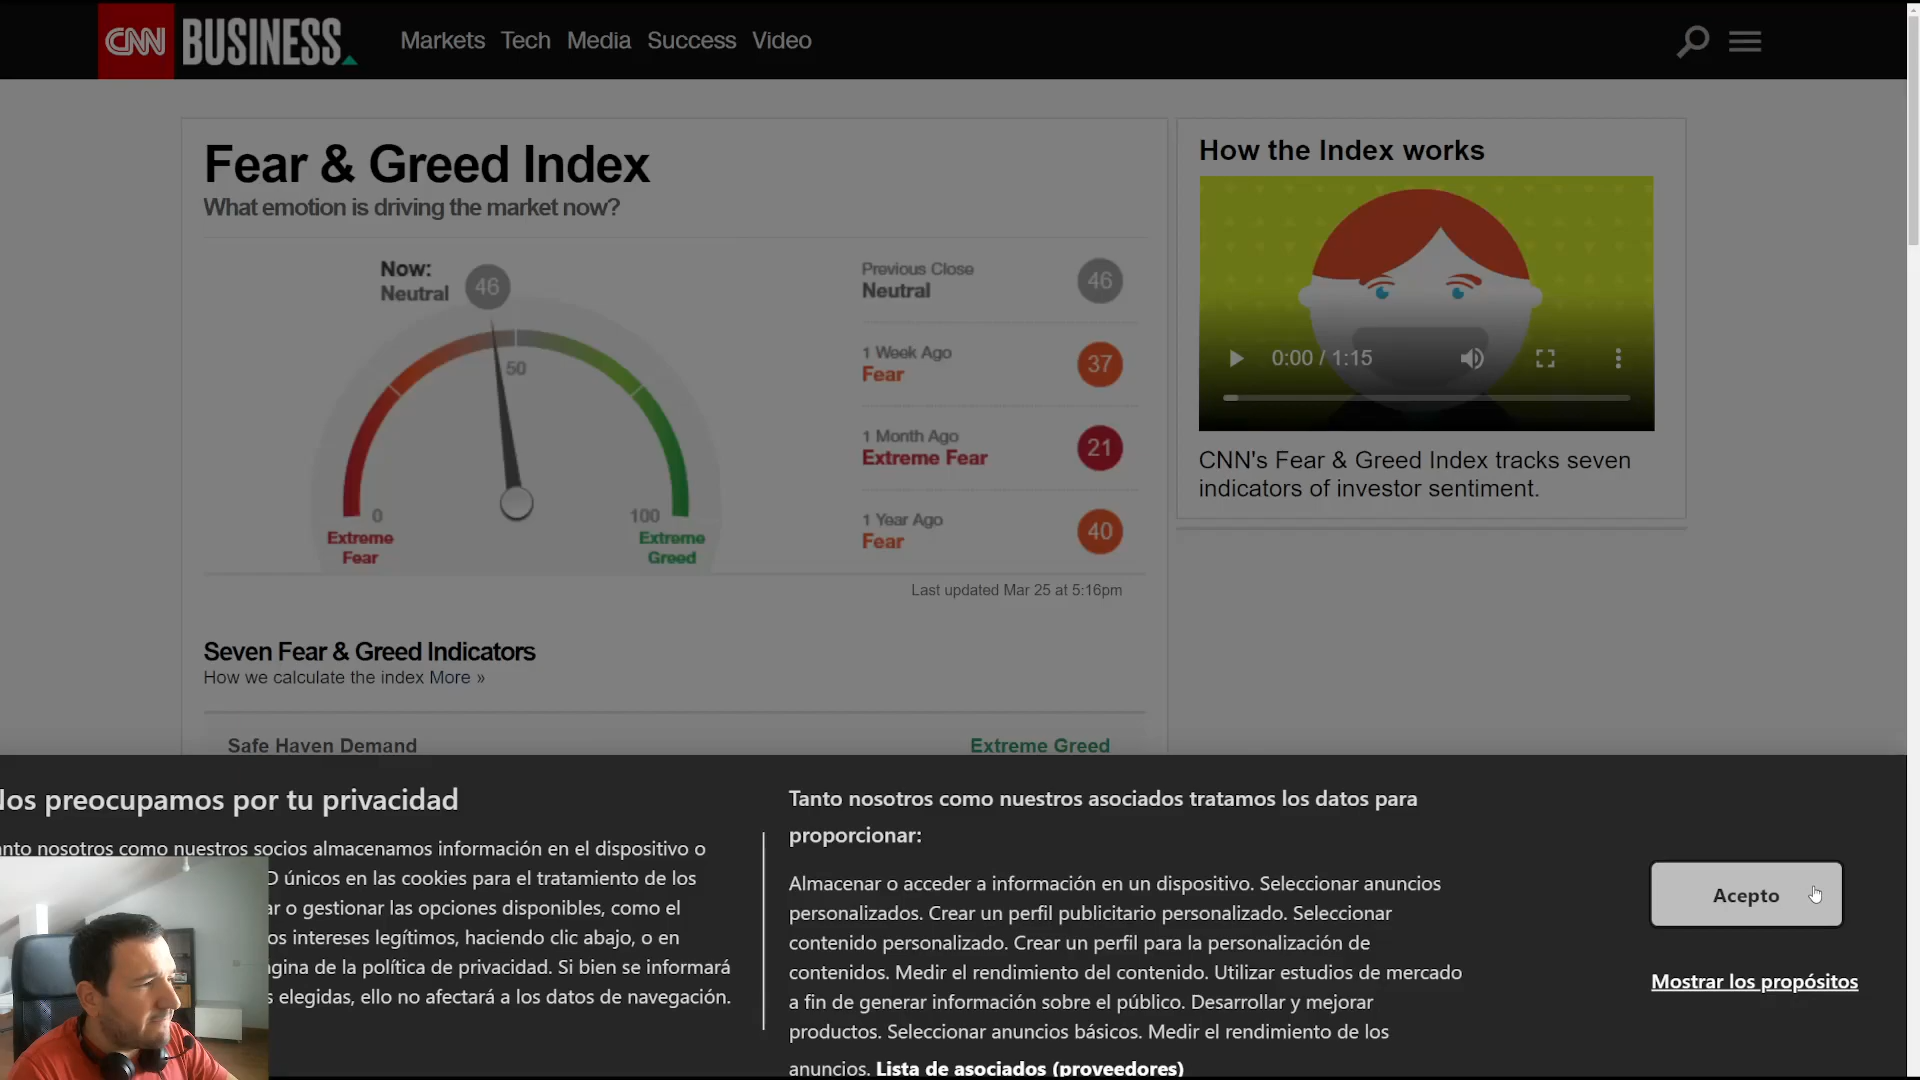 CNN BUSINESS Markets Tech Media Success Video
Fear & Greed Index
What emotion is driving the market now?
Now:
Neutral
46
50
0
100
Extreme
Fear
Extreme
Greed
Previous Close
Neutral
46
1 Week Ago
Fear
37
1 Month Ago
Extreme Fear
21
1 Year Ago
Fear
40
Last updated Mar 25 at 5:16pm
How the Index works
0:00 / 1:15
CNN's Fear & Greed Index tracks seven
indicators of investor sentiment.
Seven Fear & Greed Indicators
How we calculate the index More »
Safe Haven Demand
Extreme Greed
preocupamos por tu privacidad
nosotros como nuestros socios almacenamos información en el dispositivo o
únicos en las cookies para el tratamiento de los
o gestionar las opciones disponibles, como el
intereses legítimos, haciendo clic abajo, o en
de la política de privacidad. Si bien se informará
elegidas, ello no afectará a los datos de navegación.
Tanto nosotros como nuestros asociados tratamos los datos para
proporcionar:
Almacenar o acceder a información en un dispositivo. Seleccionar anuncios
personalizados. Crear un perfil publicitario personalizado. Seleccionar
contenido personalizado. Crear un perfil para la personalización de
contenidos. Medir el rendimiento del contenido. Utilizar estudios de mercado
a fin de generar información sobre el público. Desarrollar y mejorar
productos. Seleccionar anuncios básicos. Medir el rendimiento de los
anuncios. Lista de asociados (proveedores)
Acepto
Mostrar los propósitos